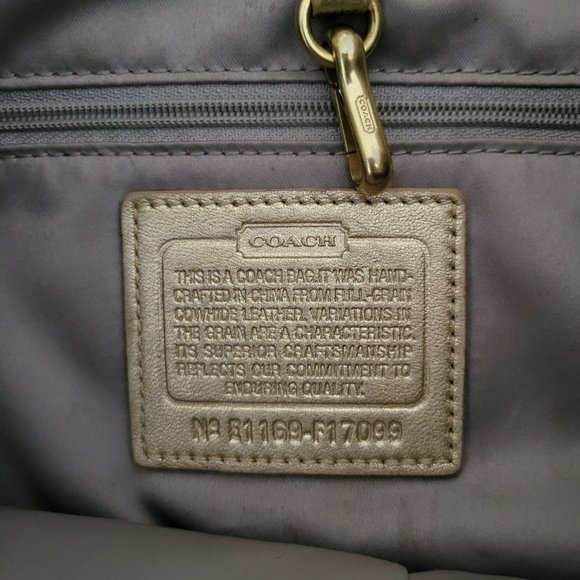 COACH
COACH
THIS IS A COACH BAG.IT WAS HAND-
CRAFTED IN CHINA FROM FULL-GRAIN
COWHIDE LEATHER. VARIATIONS IN
THE GRAIN ARE A CHARACTERISTIC.
ITS SUPERIOR CRAFTSMANSHIP
REFLECTS OUR COMMITMENT TO
ENDURING QUALITY.
Nº E1169-F17099